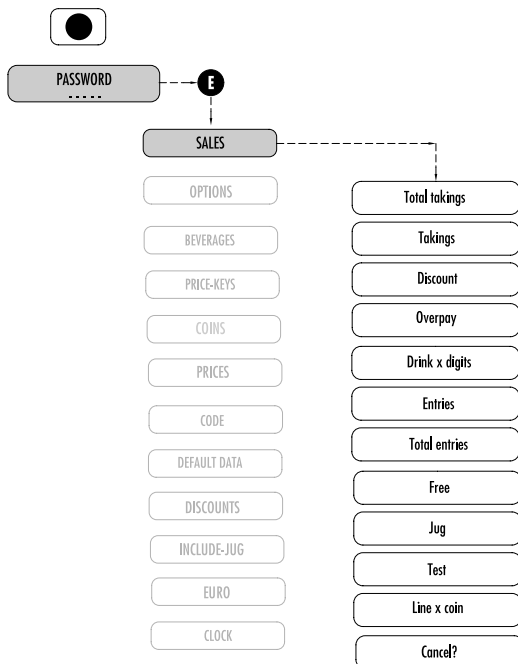 PASSWORD
- - - - -
E
SALES
OPTIONS
BEVERAGES
PRICE-KEYS
COINS
PRICES
CODE
DEFAULT DATA
DISCOUNTS
INCLUDE-JUG
EURO
CLOCK
Total takings
Takings
Discount
Overpay
Drink x digits
Entries
Total entries
Free
Jug
Test
Line x coin
Cancel?